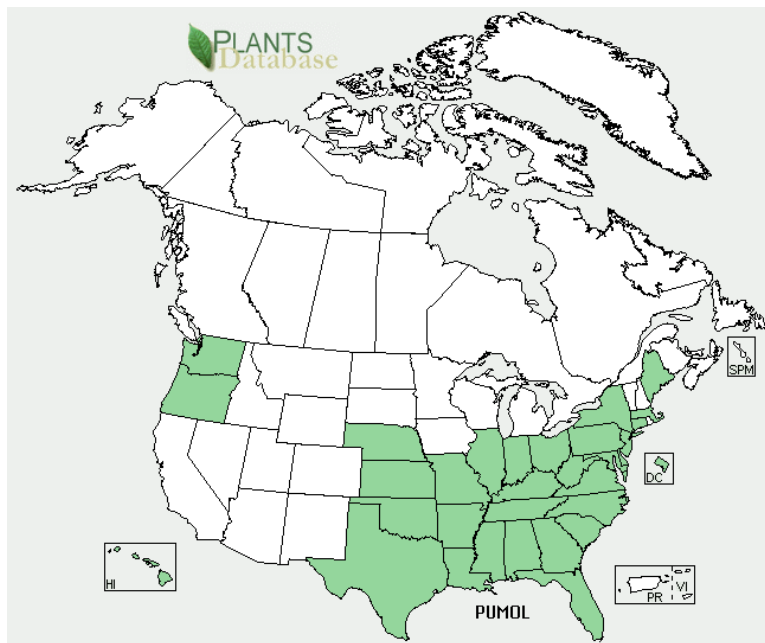 PLANTS
Database
SPM
DC
HI
PR
VI
PUMOL